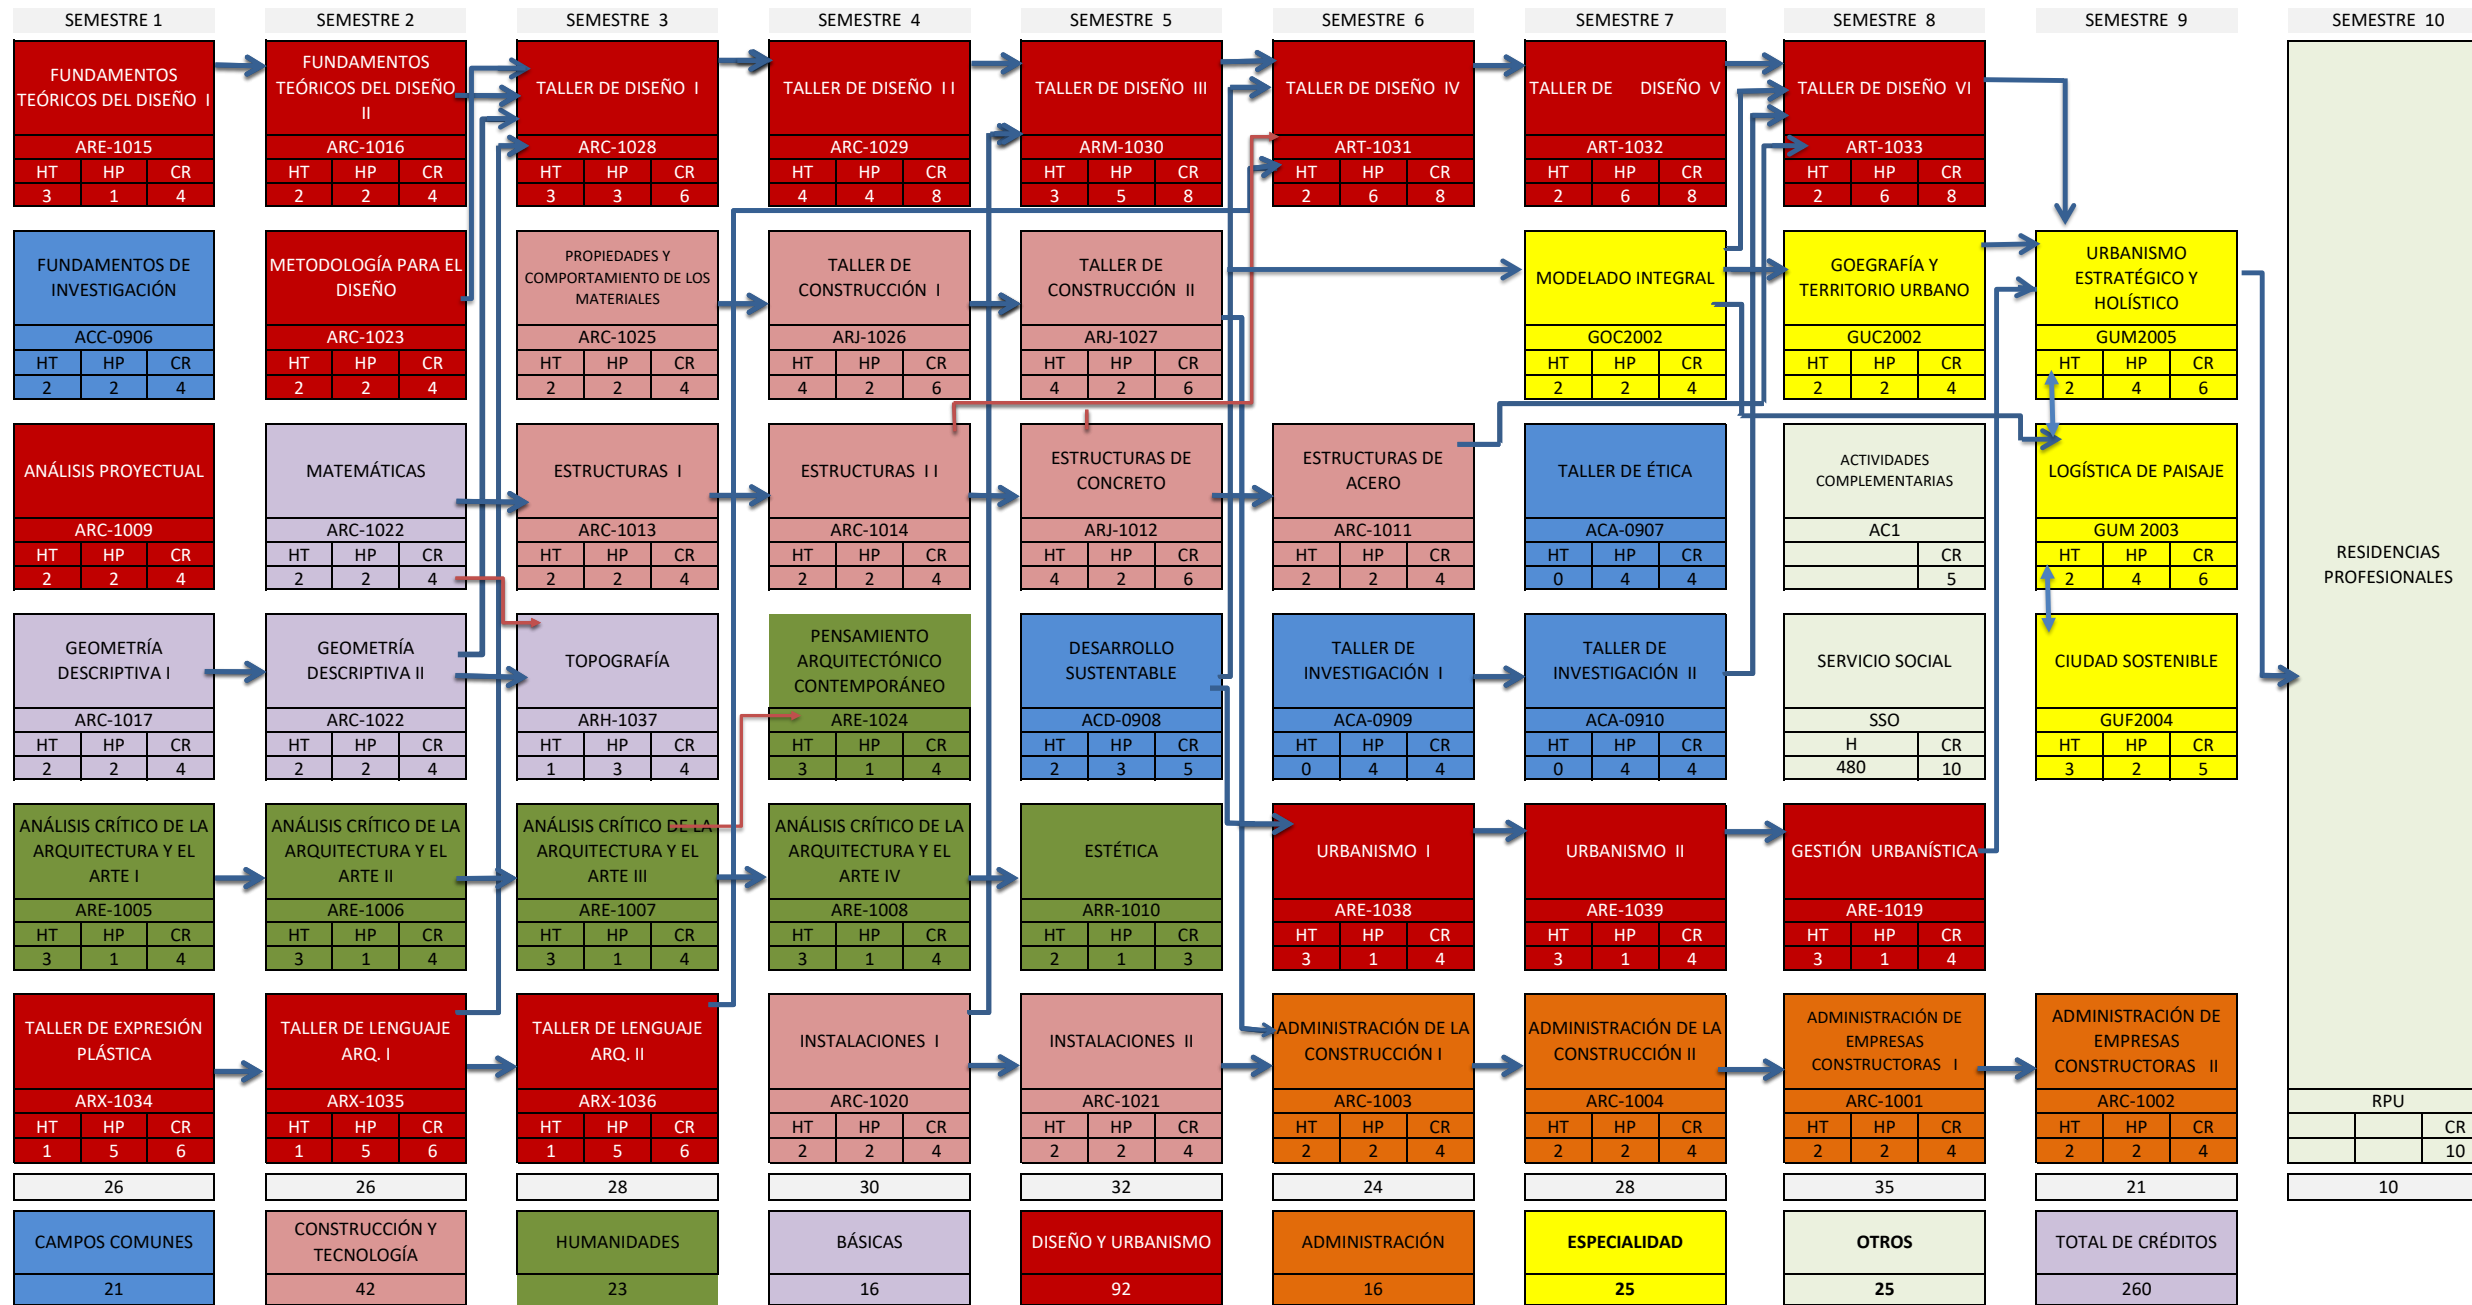 SEMESTRE 1
SEMESTRE 2
SEMESTRE 3
SEMESTRE 4
SEMESTRE 5
SEMESTRE 6
SEMESTRE 7
SEMESTRE 8
SEMESTRE 9
SEMESTRE 10
FUNDAMENTOS
TEÓRICOS DEL DISEÑO I
ARE-1015
HT HP CR
3 1 4
FUNDAMENTOS
TEÓRICOS DEL DISEÑO
II
ARC-1016
HT HP CR
2 2 4
TALLER DE DISEÑO I
ARC-1028
HT HP CR
3 3 6
TALLER DE DISEÑO I I
ARC-1029
HT HP CR
4 4 8
TALLER DE DISEÑO III
ARM-1030
HT HP CR
3 5 8
TALLER DE DISEÑO IV
ART-1031
HT HP CR
2 6 8
TALLER DE DISEÑO V
ART-1032
HT HP CR
2 6 8
TALLER DE DISEÑO VI
ART-1033
HT HP CR
2 6 8
FUNDAMENTOS DE
INVESTIGACIÓN
ACC-0906
HT HP CR
2 2 4
METODOLOGÍA PARA EL
DISEÑO
ARC-1023
HT HP CR
2 2 4
PROPIEDADES Y
COMPORTAMIENTO DE LOS
MATERIALES
ARC-1025
HT HP CR
2 2 4
TALLER DE
CONSTRUCCIÓN I
ARJ-1026
HT HP CR
4 2 6
TALLER DE
CONSTRUCCIÓN II
ARJ-1027
HT HP CR
4 2 6
MODELADO INTEGRAL
GOC2002
HT HP CR
2 2 4
GOEGRAFÍA Y
TERRITORIO URBANO
GUC2002
HT HP CR
2 2 4
URBANISMO
ESTRATÉGICO Y
HOLÍSTICO
GUM2005
HT HP CR
2 4 6
ANÁLISIS PROYECTUAL
ARC-1009
HT HP CR
2 2 4
MATEMÁTICAS
ARC-1022
HT HP CR
2 2 4
ESTRUCTURAS I
ARC-1013
HT HP CR
2 2 4
ESTRUCTURAS I I
ARC-1014
HT HP CR
2 2 4
ESTRUCTURAS DE
CONCRETO
ARJ-1012
HT HP CR
4 2 6
ESTRUCTURAS DE
ACERO
ARC-1011
HT HP CR
2 2 4
TALLER DE ÉTICA
ACA-0907
HT HP CR
0 4 4
ACTIVIDADES
COMPLEMENTARIAS
AC1
CR
5
LOGÍSTICA DE PAISAJE
GUM 2003
HT HP CR
2 4 6
RESIDENCIAS
PROFESIONALES
GEOMETRÍA
DESCRIPTIVA I
ARC-1017
HT HP CR
2 2 4
GEOMETRÍA
DESCRIPTIVA II
ARC-1022
HT HP CR
2 2 4
TOPOGRAFÍA
ARH-1037
HT HP CR
1 3 4
PENSAMIENTO
ARQUITECTÓNICO
CONTEMPORÁNEO
ARE-1024
HT HP CR
3 1 4
DESARROLLO
SUSTENTABLE
ACD-0908
HT HP CR
2 3 5
TALLER DE
INVESTIGACIÓN I
ACA-0909
HT HP CR
0 4 4
TALLER DE
INVESTIGACIÓN II
ACA-0910
HT HP CR
0 4 4
SERVICIO SOCIAL
SSO
H CR
480 10
CIUDAD SOSTENIBLE
GUF2004
HT HP CR
3 2 5
ANÁLISIS CRÍTICO DE LA
ARQUITECTURA Y EL
ARTE I
ARE-1005
HT HP CR
3 1 4
ANÁLISIS CRÍTICO DE LA
ARQUITECTURA Y EL
ARTE II
ARE-1006
HT HP CR
3 1 4
ANÁLISIS CRÍTICO DE LA
ARQUITECTURA Y EL
ARTE III
ARE-1007
HT HP CR
3 1 4
ANÁLISIS CRÍTICO DE LA
ARQUITECTURA Y EL
ARTE IV
ARE-1008
HT HP CR
3 1 4
ESTÉTICA
ARR-1010
HT HP CR
2 1 3
URBANISMO I
ARE-1038
HT HP CR
3 1 4
URBANISMO II
ARE-1039
HT HP CR
3 1 4
GESTIÓN URBANÍSTICA
ARE-1019
HT HP CR
3 1 4
TALLER DE EXPRESIÓN
PLÁSTICA
ARX-1034
HT HP CR
1 5 6
TALLER DE LENGUAJE
ARQ. I
ARX-1035
HT HP CR
1 5 6
TALLER DE LENGUAJE
ARQ. II
ARX-1036
HT HP CR
1 5 6
INSTALACIONES I
ARC-1020
HT HP CR
2 2 4
INSTALACIONES II
ARC-1021
HT HP CR
2 2 4
ADMINISTRACIÓN DE LA
CONSTRUCCIÓN I
ARC-1003
HT HP CR
2 2 4
ADMINISTRACIÓN DE LA
CONSTRUCCIÓN II
ARC-1004
HT HP CR
2 2 4
ADMINISTRACIÓN DE
EMPRESAS
CONSTRUCTORAS I
ARC-1001
HT HP CR
2 2 4
ADMINISTRACIÓN DE
EMPRESAS
CONSTRUCTORAS II
ARC-1002
HT HP CR
2 2 4
RPU
CR
10
26
26
28
30
32
24
28
35
21
10
CAMPOS COMUNES
21
CONSTRUCCIÓN Y
TECNOLOGÍA
42
HUMANIDADES
23
BÁSICAS
16
DISEÑO Y URBANISMO
92
ADMINISTRACIÓN
16
ESPECIALIDAD
25
OTROS
25
TOTAL DE CRÉDITOS
260